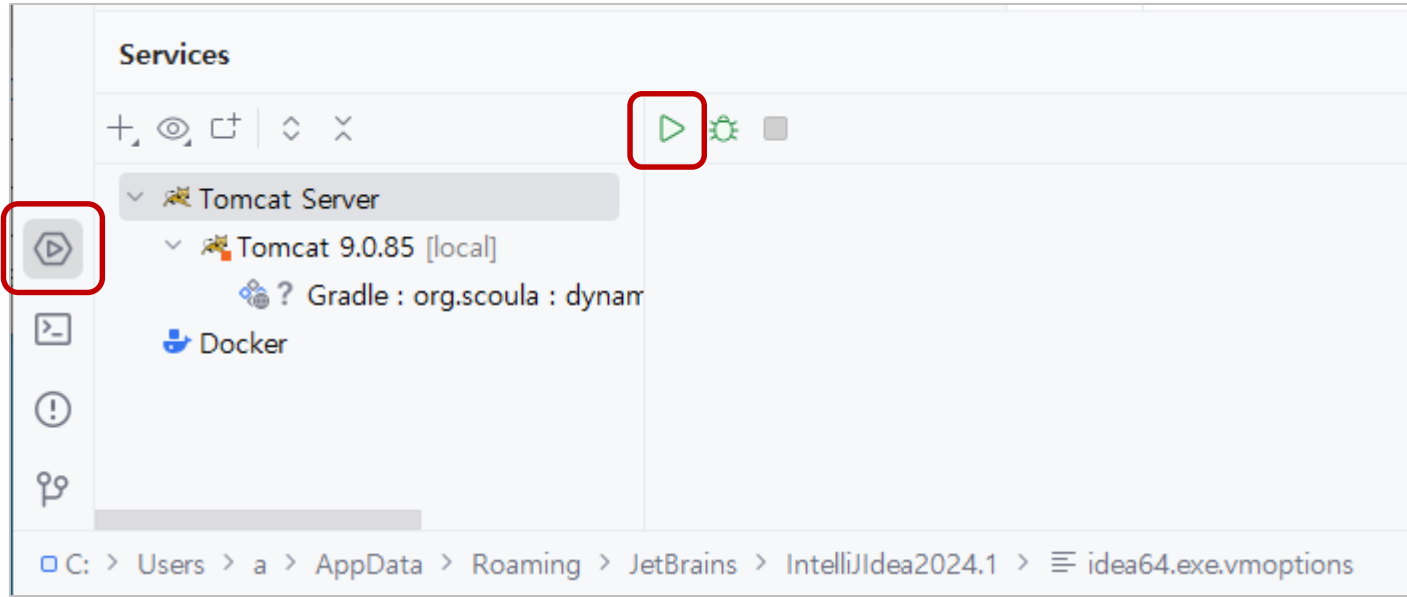 Services
Tomcat Server
Tomcat 9.0.85 [local]
? Gradle : org.scoula : dynam
Docker
C: > Users > a > AppData > Roaming > JetBrains > IntelliJIdea2024.1 > idea64.exe.vmoptions